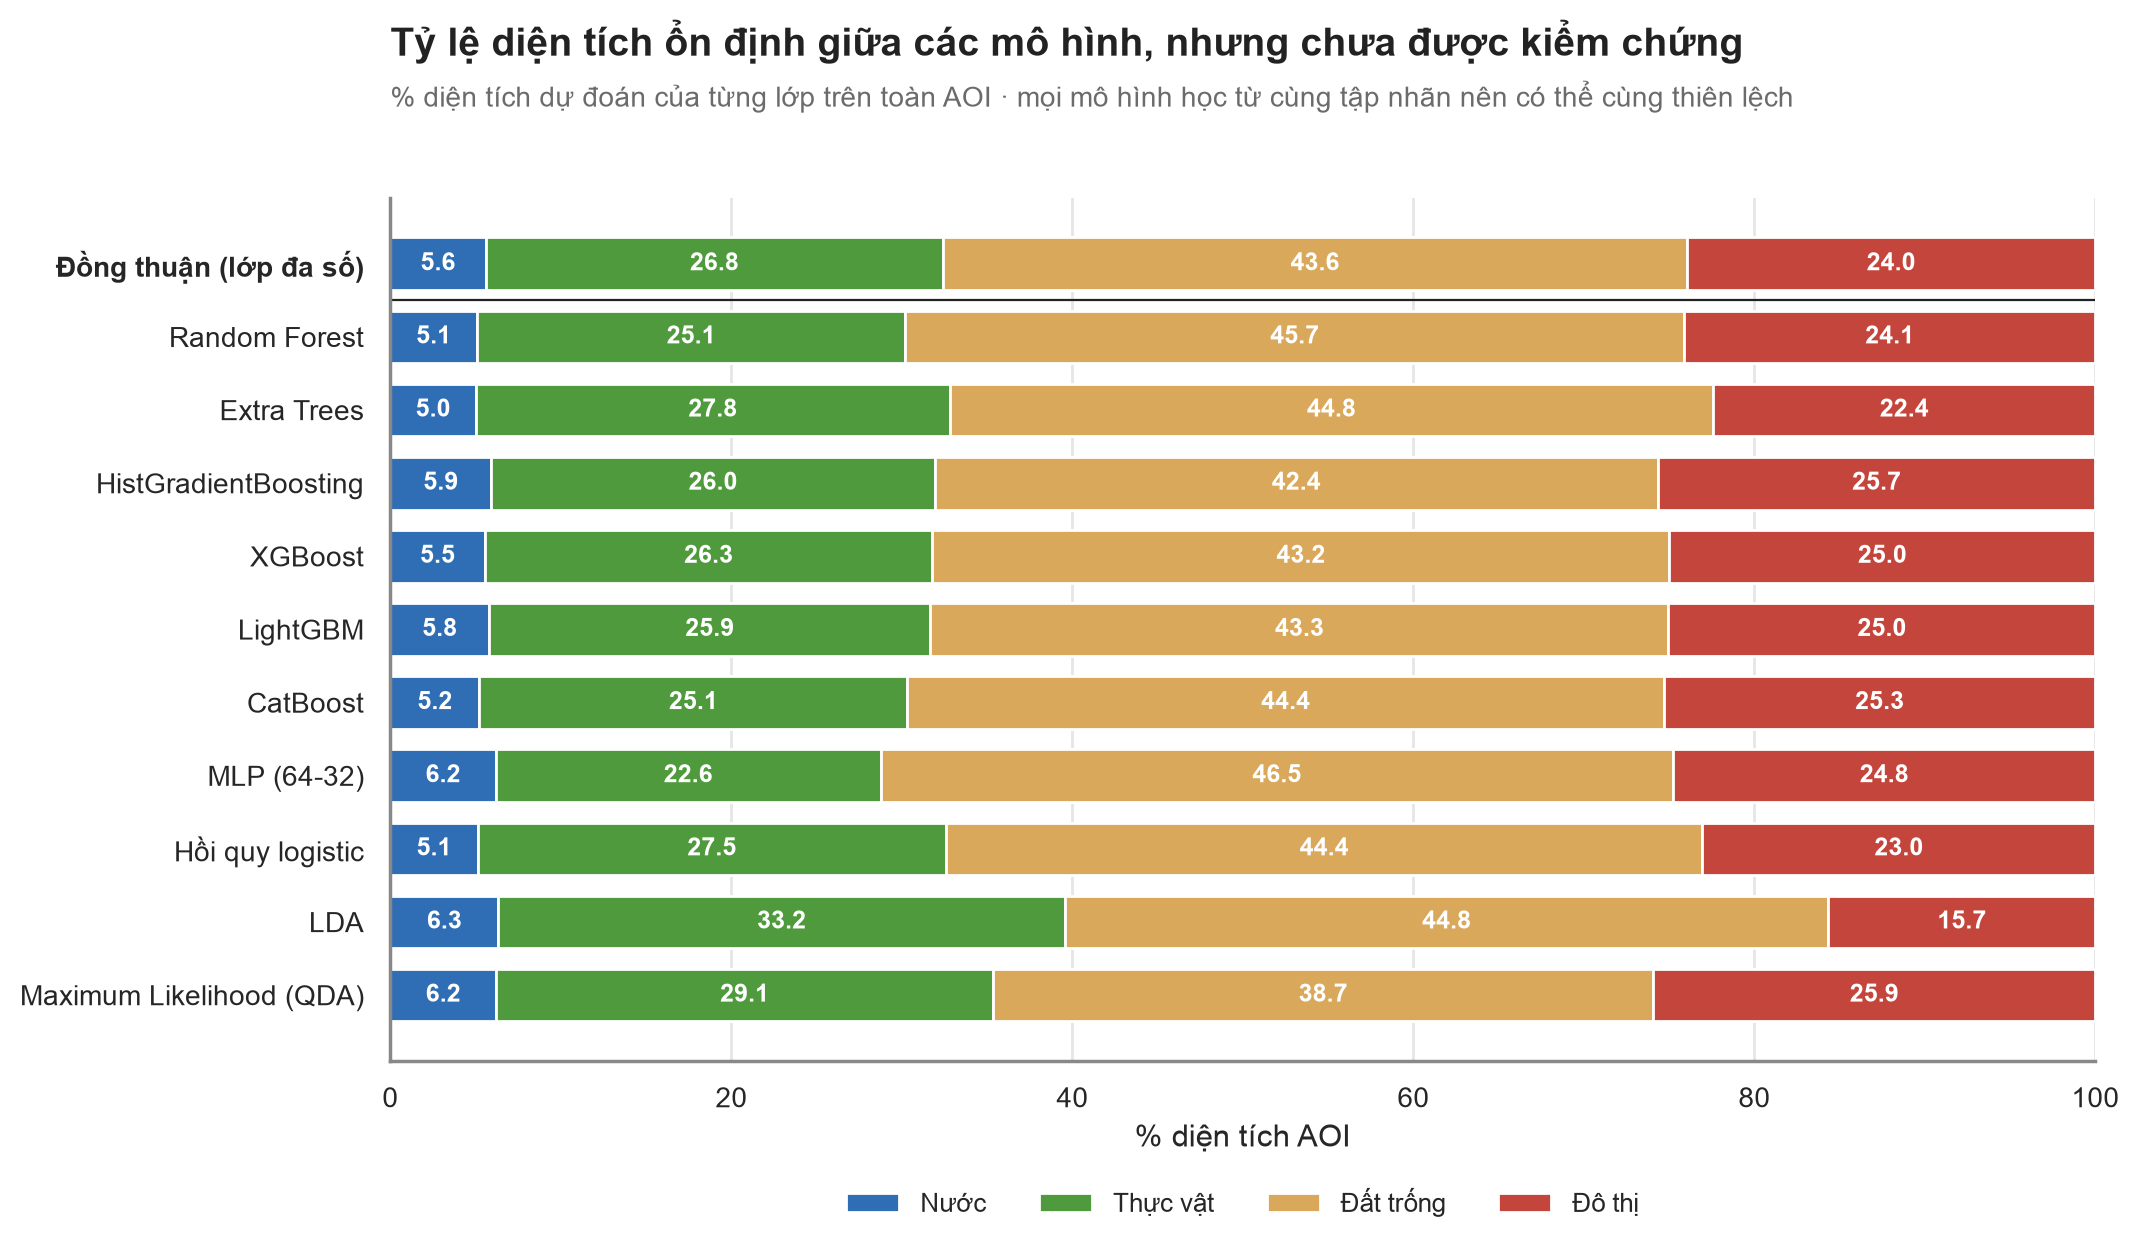 Tỷ lệ diện tích ổn định giữa các mô hình, nhưng chưa được kiểm chứng
% diện tích dự đoán của từng lớp trên toàn AOI · mọi mô hình học từ cùng tập nhãn nên có thể cùng thiên lệch
Đồng thuận (lớp đa số) 5.6 26.8 43.6 24.0
Random Forest 5.1 25.1 45.7 24.1
Extra Trees 5.0 27.8 44.8 22.4
HistGradientBoosting 5.9 26.0 42.4 25.7
XGBoost 5.5 26.3 43.2 25.0
LightGBM 5.8 25.9 43.3 25.0
CatBoost 5.2 25.1 44.4 25.3
MLP (64-32) 6.2 22.6 46.5 24.8
Hồi quy logistic 5.1 27.5 44.4 23.0
LDA 6.3 33.2 44.8 15.7
Maximum Likelihood (QDA) 6.2 29.1 38.7 25.9
0 20 40 60 80 100
% diện tích AOI
Nước Thực vật Đất trống Đô thị